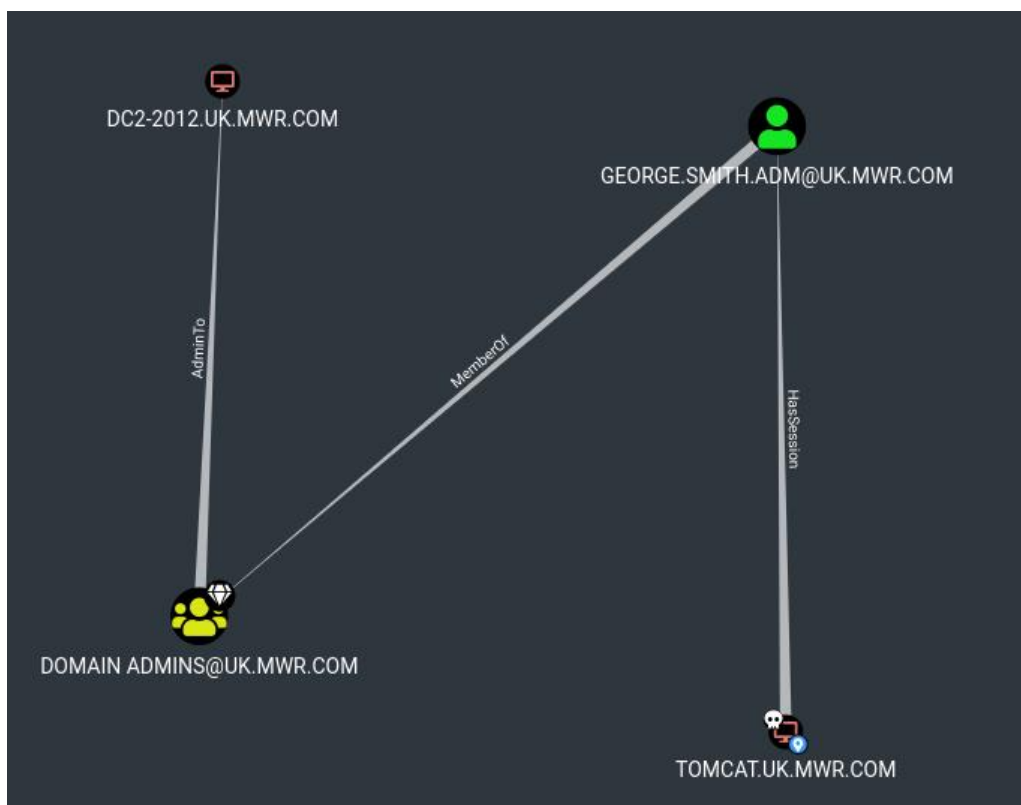 DC2-2012.UK.MWR.COM
GEORGE.SMITH.ADM@UK.MWR.COM
AdminTo
MemberOf
HasSession
DOMAIN ADMINS@UK.MWR.COM
TOMCAT.UK.MWR.COM